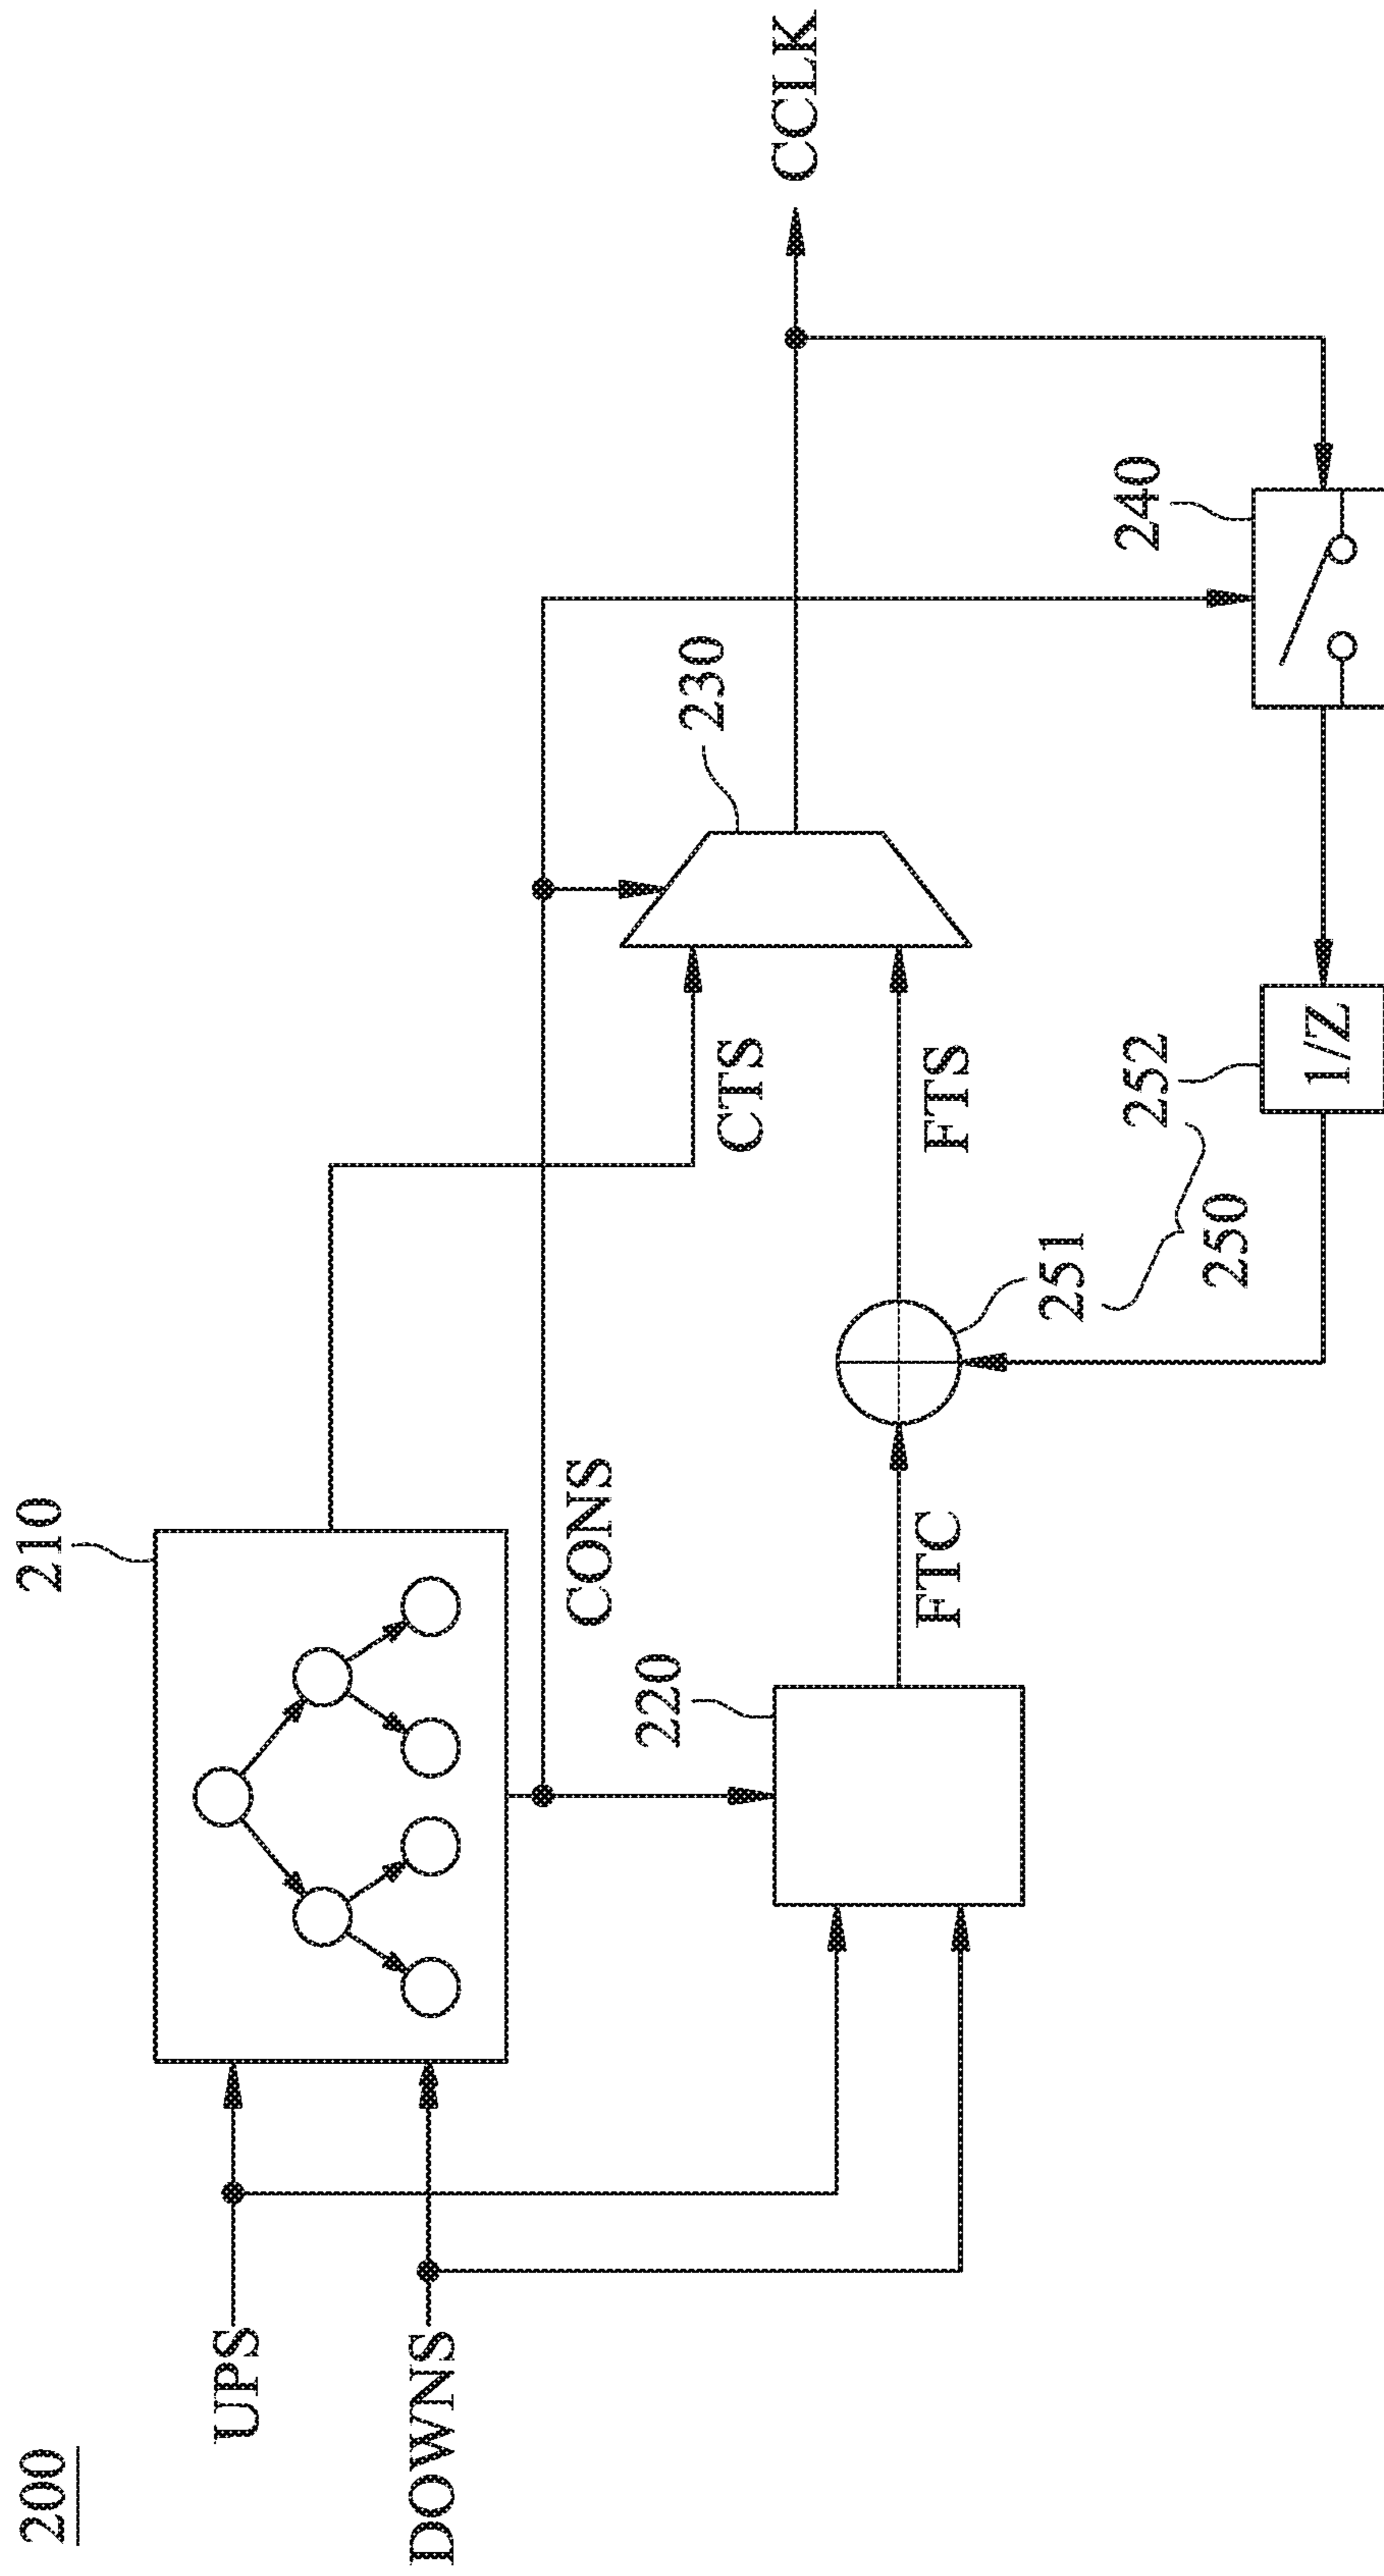 200
UPS
DOWNS
210
CONS
220
FTC
CTS
FTS
251
250
252
1/Z
230
240
CCLK